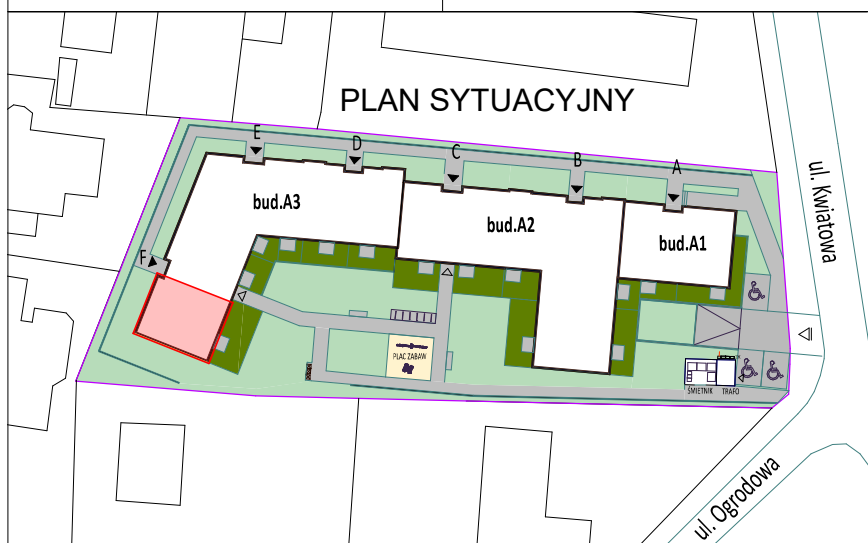 PLAN SYTUACYJNY
E
D
C
B
A
bud.A3
bud.A2
bud.A1
ul. Kwiatowa
F
PLAC ZABAW
ŚMIETNIK
TRAFO
ul. Ogrodowa